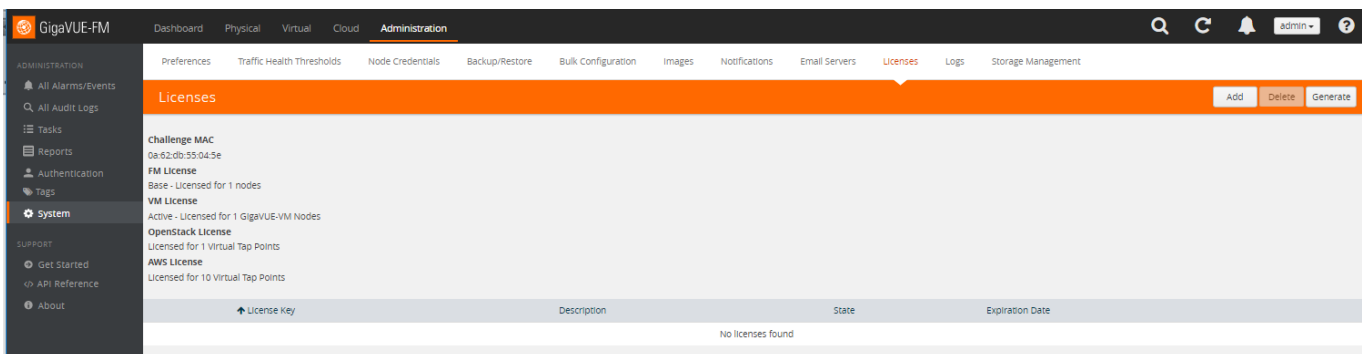 GigaVUE-FM Dashboard Physical Virtual Cloud Administration admin
ADMINISTRATION Preferences Traffic Health Thresholds Node Credentials Backup/Restore Bulk Configuration Images Notifications Email Servers Licenses Logs Storage Management
All Alarms/Events
All Audit Logs
Tasks
Reports
Authentication
Tags
System
SUPPORT
Get Started
API Reference
About
Licenses Add Delete Generate
Challenge MAC
0a:62:db:55:04:5e
FM License
Base - Licensed for 1 nodes
VM License
Active - Licensed for 1 GigaVUE-VM Nodes
OpenStack License
Licensed for 1 Virtual Tap Points
AWS License
Licensed for 10 Virtual Tap Points
License Key Description State Expiration Date
No licenses found